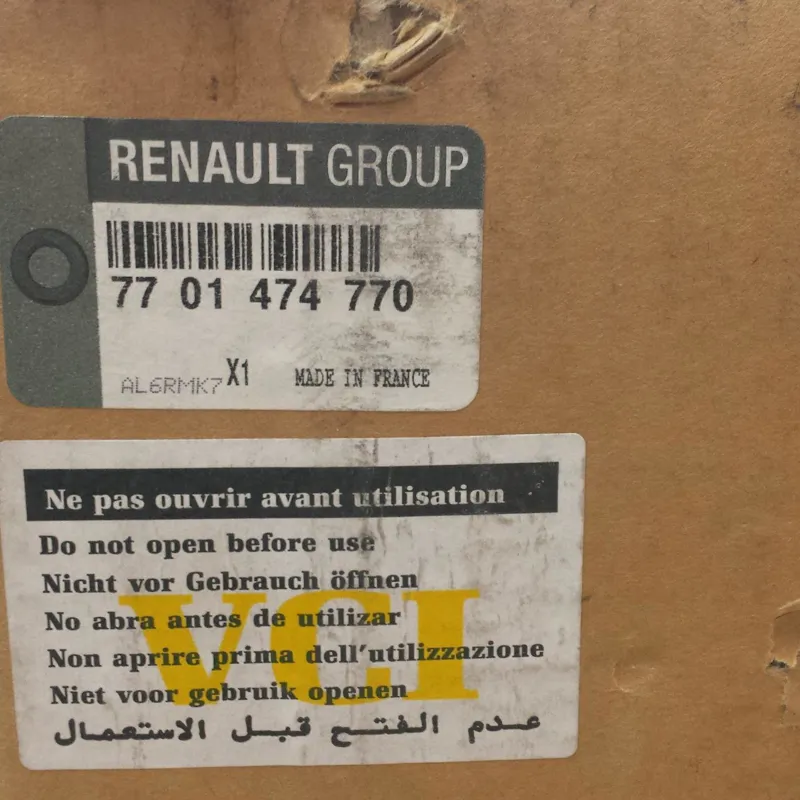 RENAULT GROUP
77 01 474 770
AL6RMK7 X1 MADE IN FRANCE
Ne pas ouvrir avant utilisation
Do not open before use
Nicht vor Gebrauch öffnen
No abra antes de utilizar
Non aprire prima dell'utilizzazione
Niet voor gebruik openen
VCI
عدم الفتح قبل الاستعمال